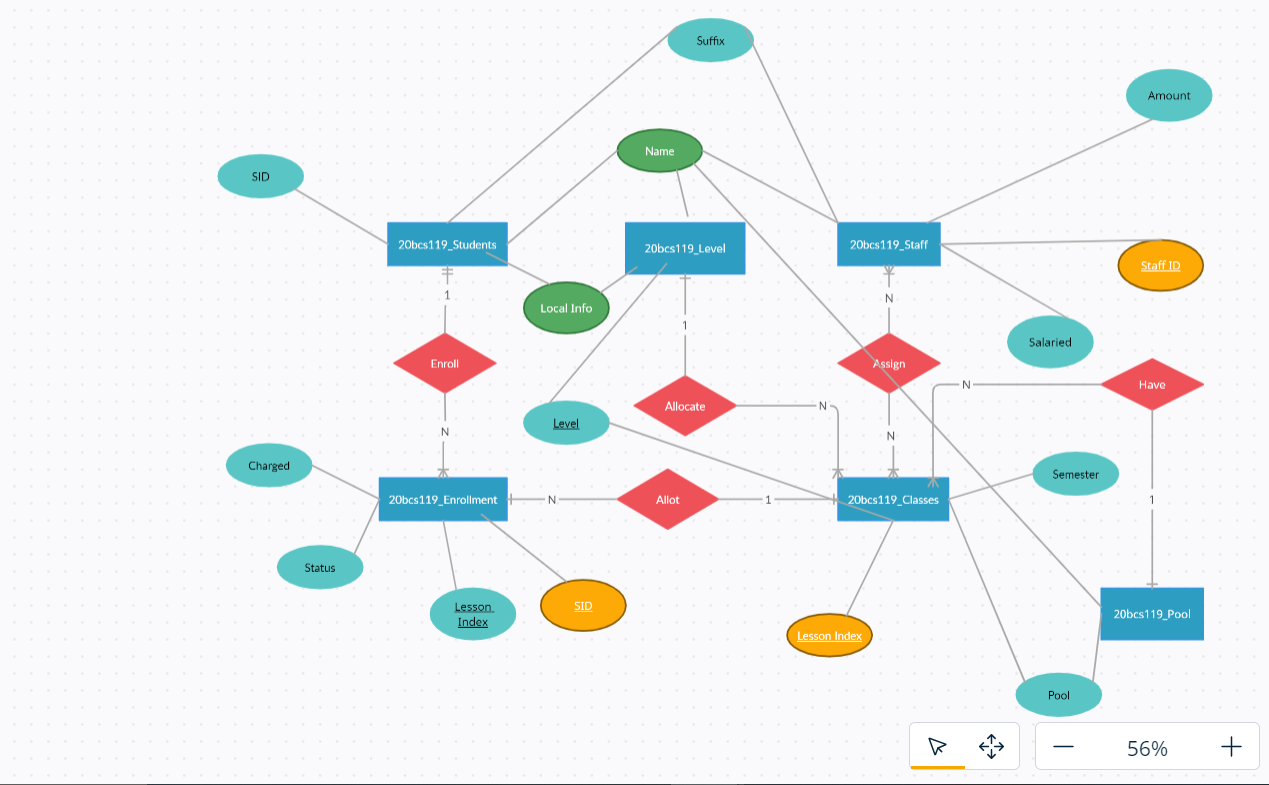 Suffix
Amount
Name
SID
20bcs119_Students
20bcs119_Level
20bcs119_Staff
Staff ID
1
N
Local Info
1
Salaried
Enroll
Assign
Have
N
Allocate
N
Level
N
N
Charged
Semester
20bcs119_Enrollment
N
Allot
1
20bcs119_Classes
1
Status
Lesson
Index
SID
20bcs119_Pool
Lesson Index
Pool
56%